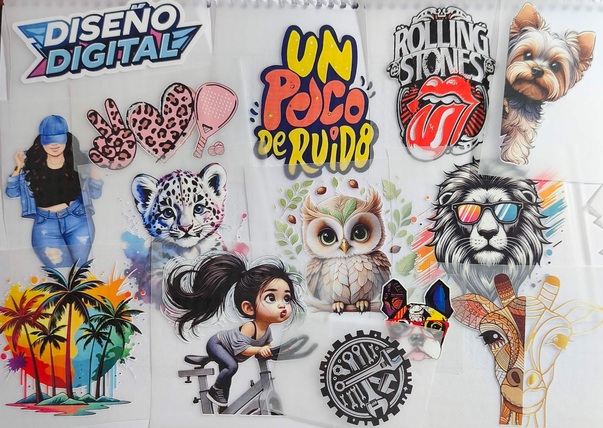 DISEÑO
DIGITAL
UN
POCO
DE RUIDO
ROLLING
STONES